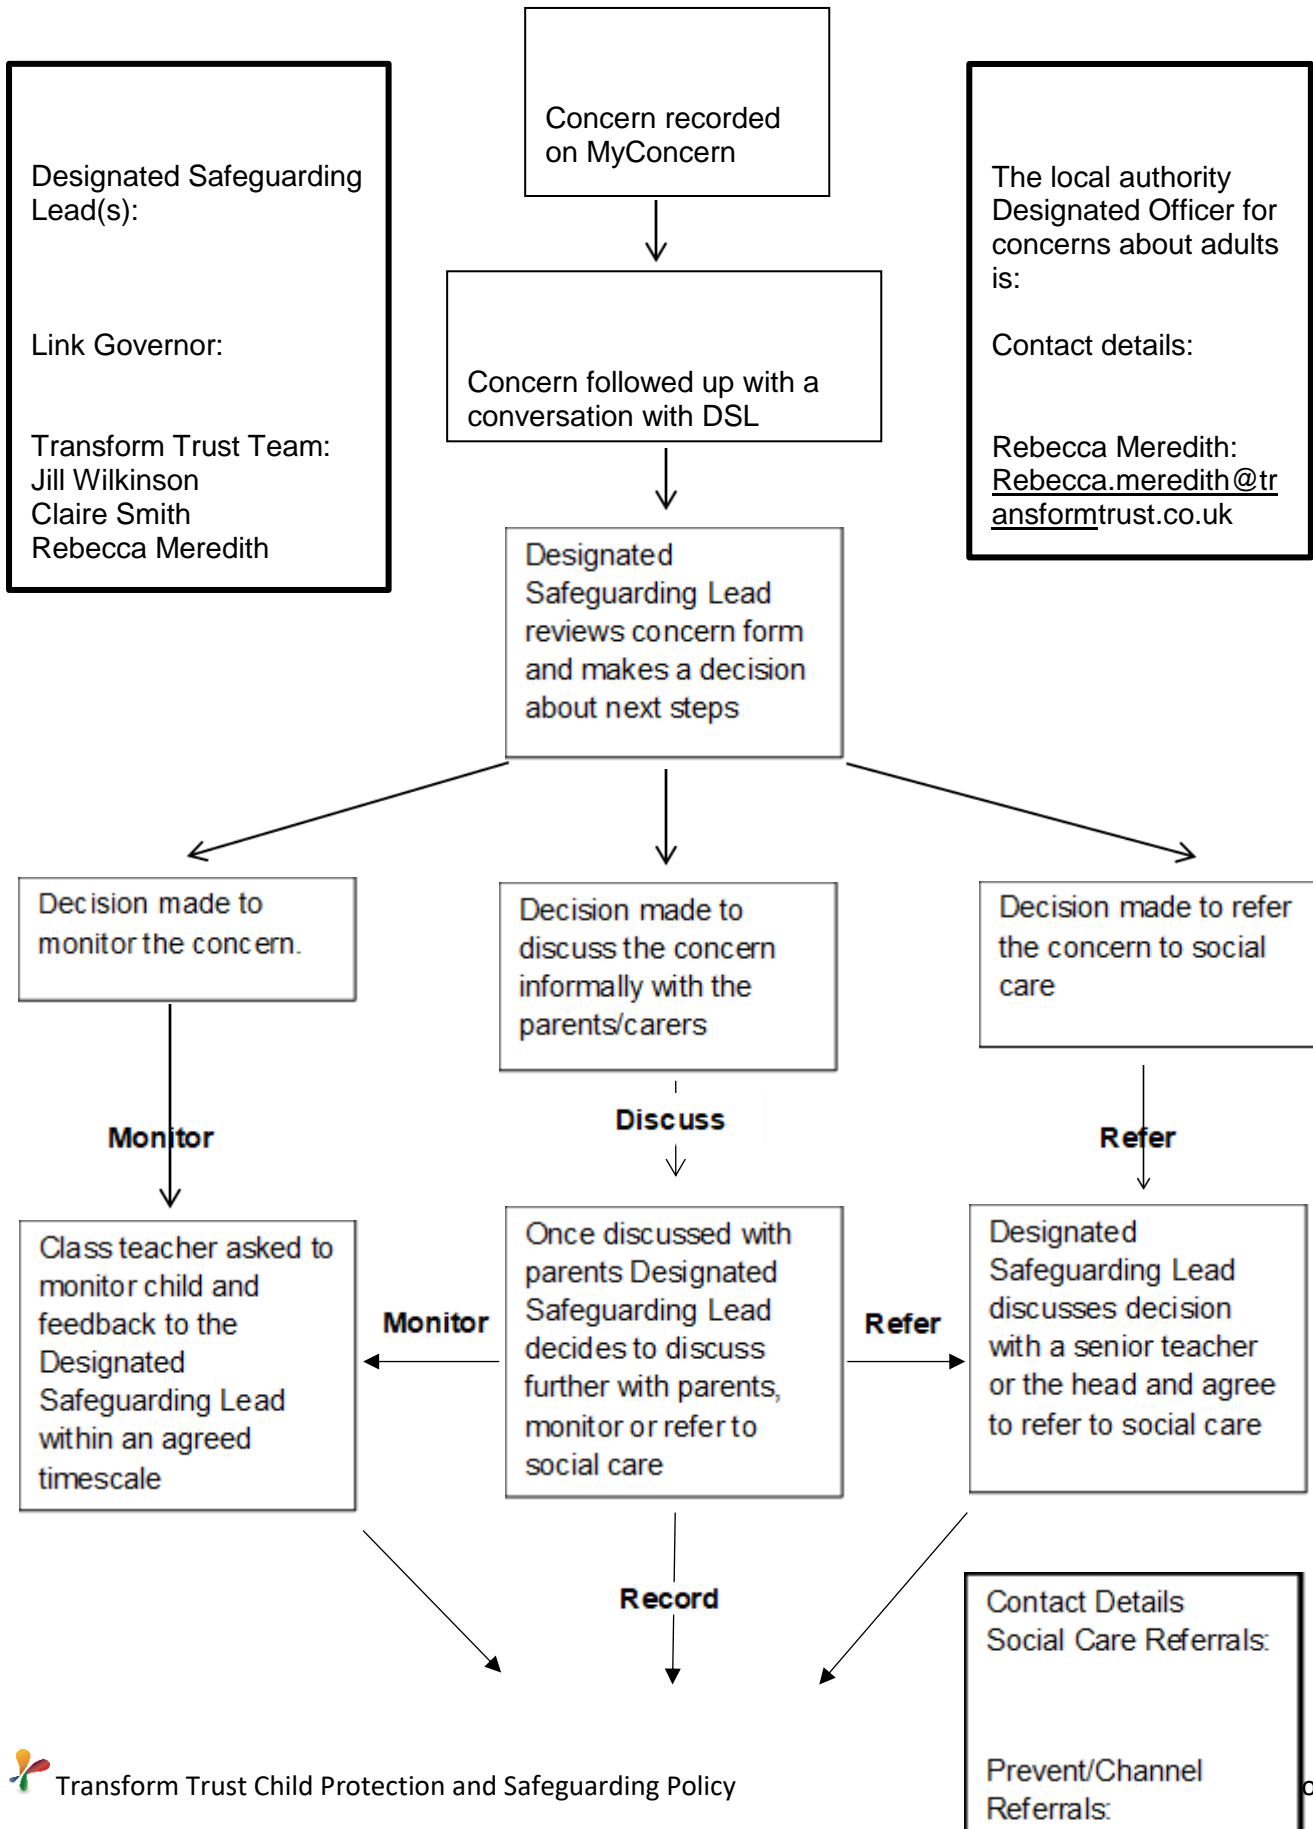 Concern recorded
on MyConcern
Designated Safeguarding
Lead(s):
Link Governor:
Transform Trust Team:
Jill Wilkinson
Claire Smith
Rebecca Meredith
The local authority
Designated Officer for
concerns about adults
is:
Contact details:
Rebecca Meredith:
Rebecca.meredith@tr
ansformtrust.co.uk
Concern followed up with a
conversation with DSL
Designated
Safeguarding Lead
reviews concern form
and makes a decision
about next steps
Decision made to
monitor the concern.
Decision made to
discuss the concern
informally with the
parents/carers
Decision made to refer
the concern to social
care
Monitor
Discuss
Refer
Class teacher asked to
monitor child and
feedback to the
Designated
Safeguarding Lead
within an agreed
timescale
Monitor
Once discussed with
parents Designated
Safeguarding Lead
decides to discuss
further with parents,
monitor or refer to
social care
Refer
Designated
Safeguarding Lead
discusses decision
with a senior teacher
or the head and agree
to refer to social care
Record
Contact Details
Social Care Referrals:
Prevent/Channel
Referrals:
Transform Trust Child Protection and Safeguarding Policy